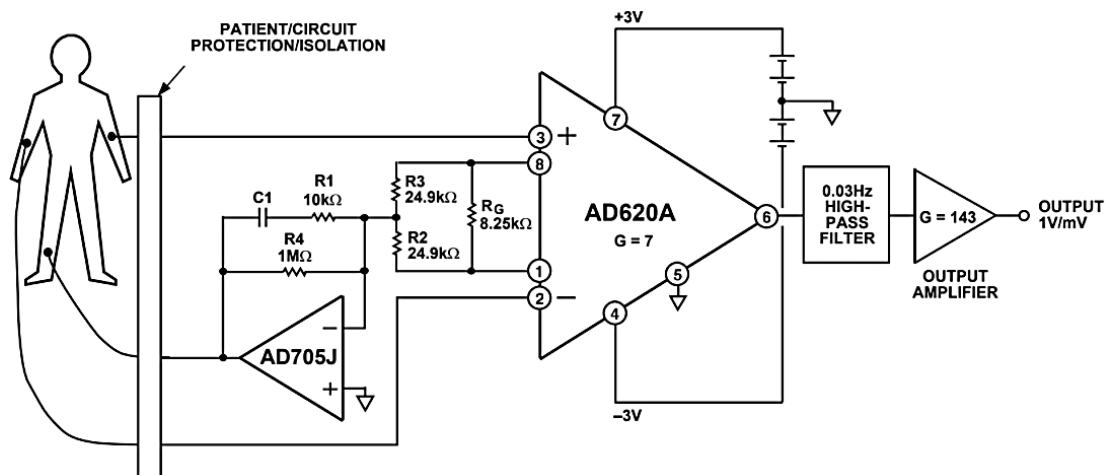 PATIENT/CIRCUIT
PROTECTION/ISOLATION
+3V
C1
R1
10kΩ
R4
1MΩ
R3
24.9kΩ
R2
24.9kΩ
RG
8.25kΩ
3
+
8
1
2
–
7
AD620A
G = 7
6
5
4
–3V
AD705J
–
+
0.03Hz
HIGH-
PASS
FILTER
G = 143
OUTPUT
1V/mV
OUTPUT
AMPLIFIER